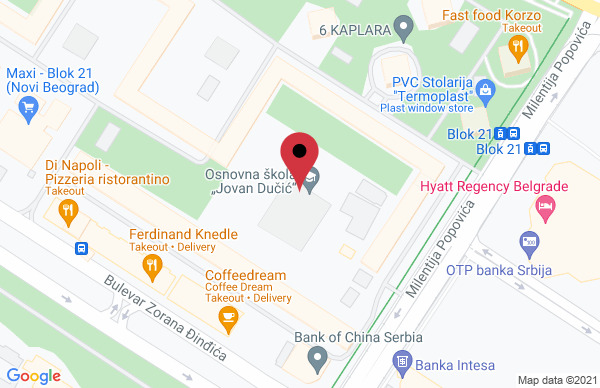 Fast food Korzo
Takeout
6 KAPLARA
Maxi - Blok 21
(Novi Beograd)
PVC Stolarija
"Termoplast"
Plast window store
Milentija Popovića
Blok 21
Blok 21
Osnovna škola
„Jovan Dučić“
Di Napoli -
Pizzeria ristorantino
Takeout
Hyatt Regency Belgrade
Ferdinand Knedle
Takeout • Delivery
Milentija Popovića
OTP banka Srbija
Coffeedream
Coffee Dream
Takeout • Delivery
Bulevar Zorana Đinđića
Bank of China Serbia
Banka Intesa
Google
Map data ©2021